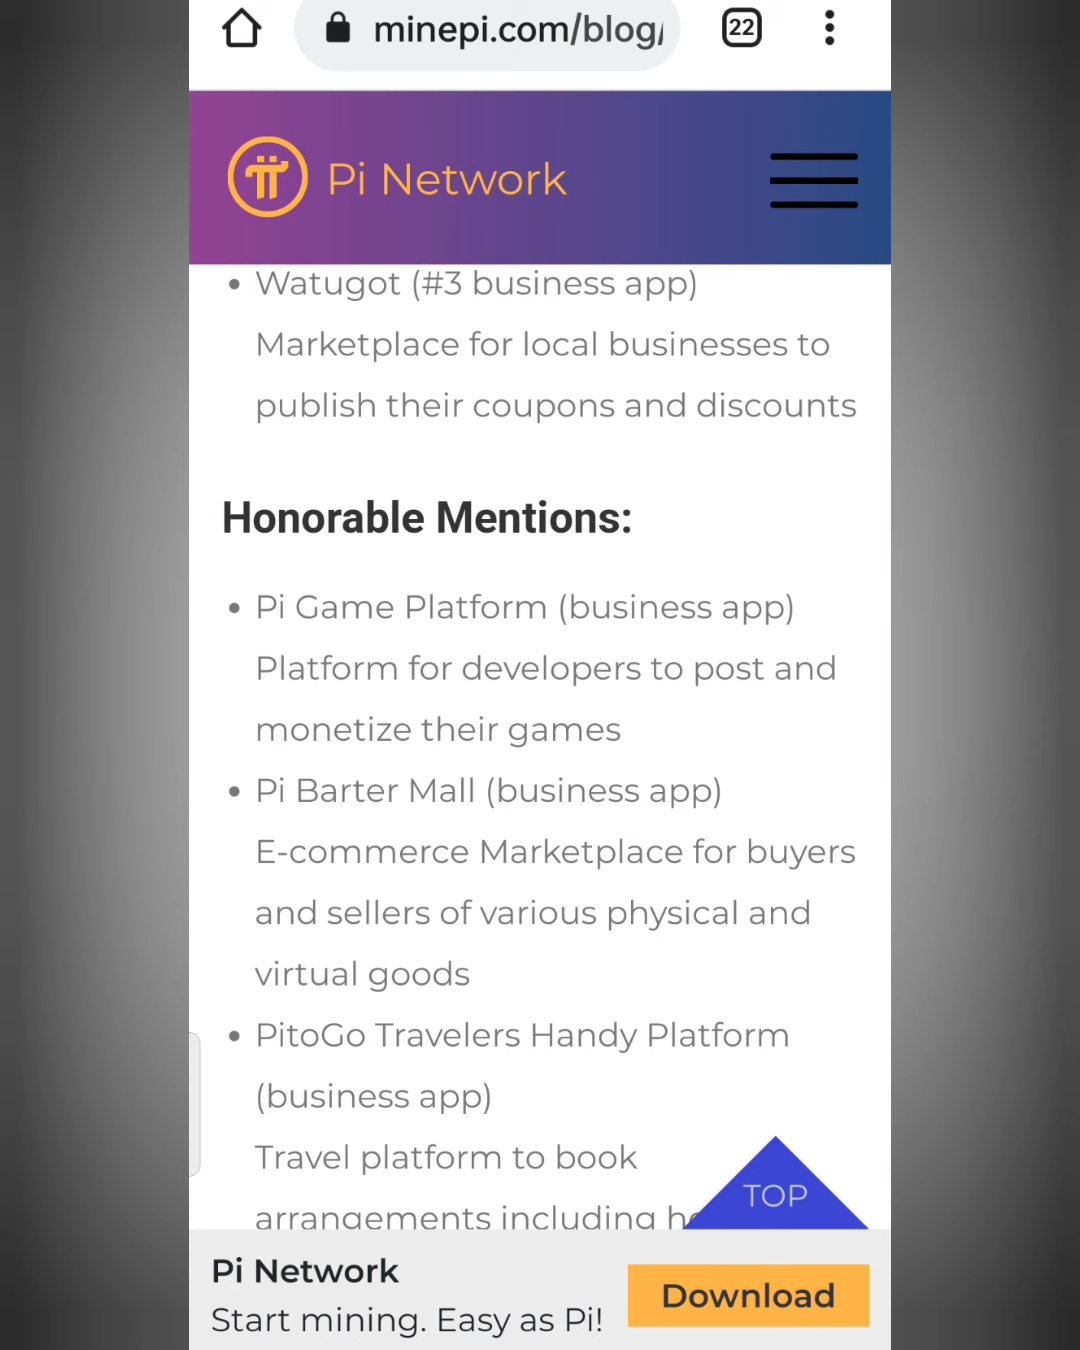 minepi.com/blog/
22
Pi Network
Watugot (#3 business app)
Marketplace for local businesses to
publish their coupons and discounts
Honorable Mentions:
Pi Game Platform (business app)
Platform for developers to post and
monetize their games
Pi Barter Mall (business app)
E-commerce Marketplace for buyers
and sellers of various physical and
virtual goods
PitoGo Travelers Handy Platform
(business app)
Travel platform to book
arrangements including
TOP
Pi Network
Start mining. Easy as Pi!
Download